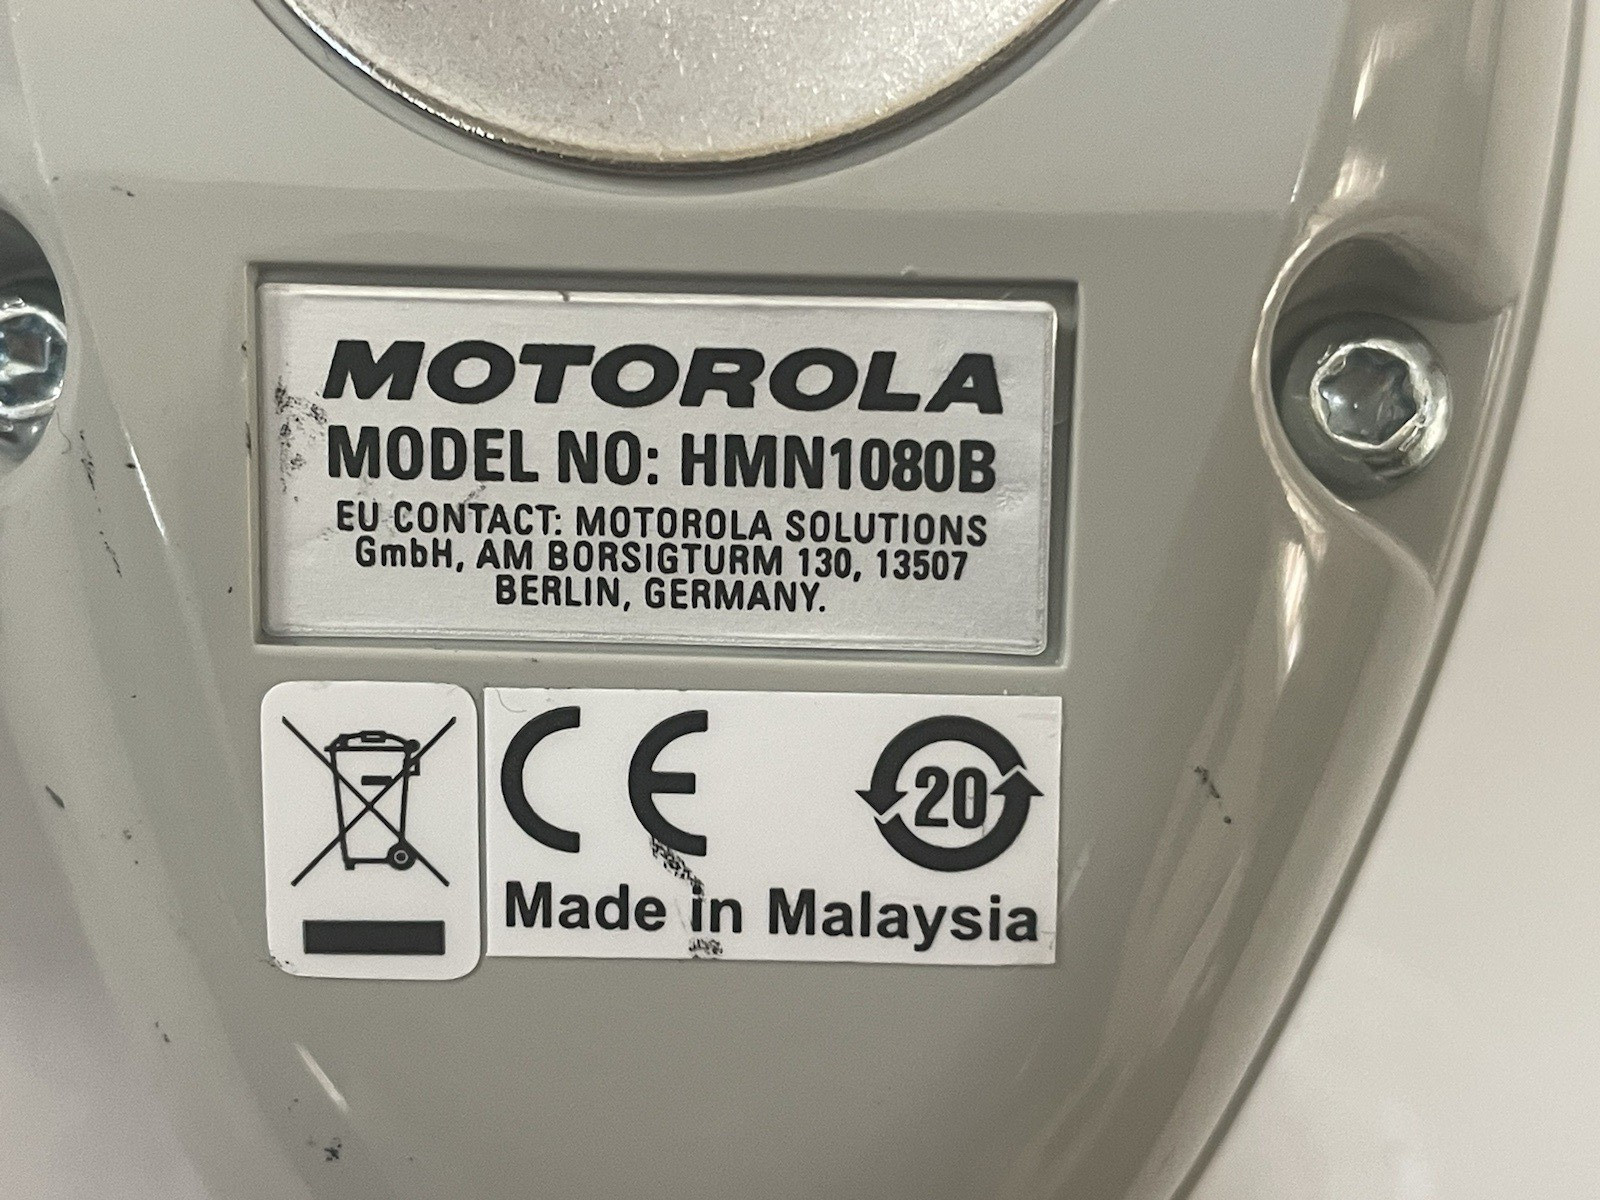 MOTOROLA
MODEL NO: HMN1080B
EU CONTACT: MOTOROLA SOLUTIONS
GmbH, AM BORSIGTURM 130, 13507
BERLIN, GERMANY.
CE 20
Made in Malaysia